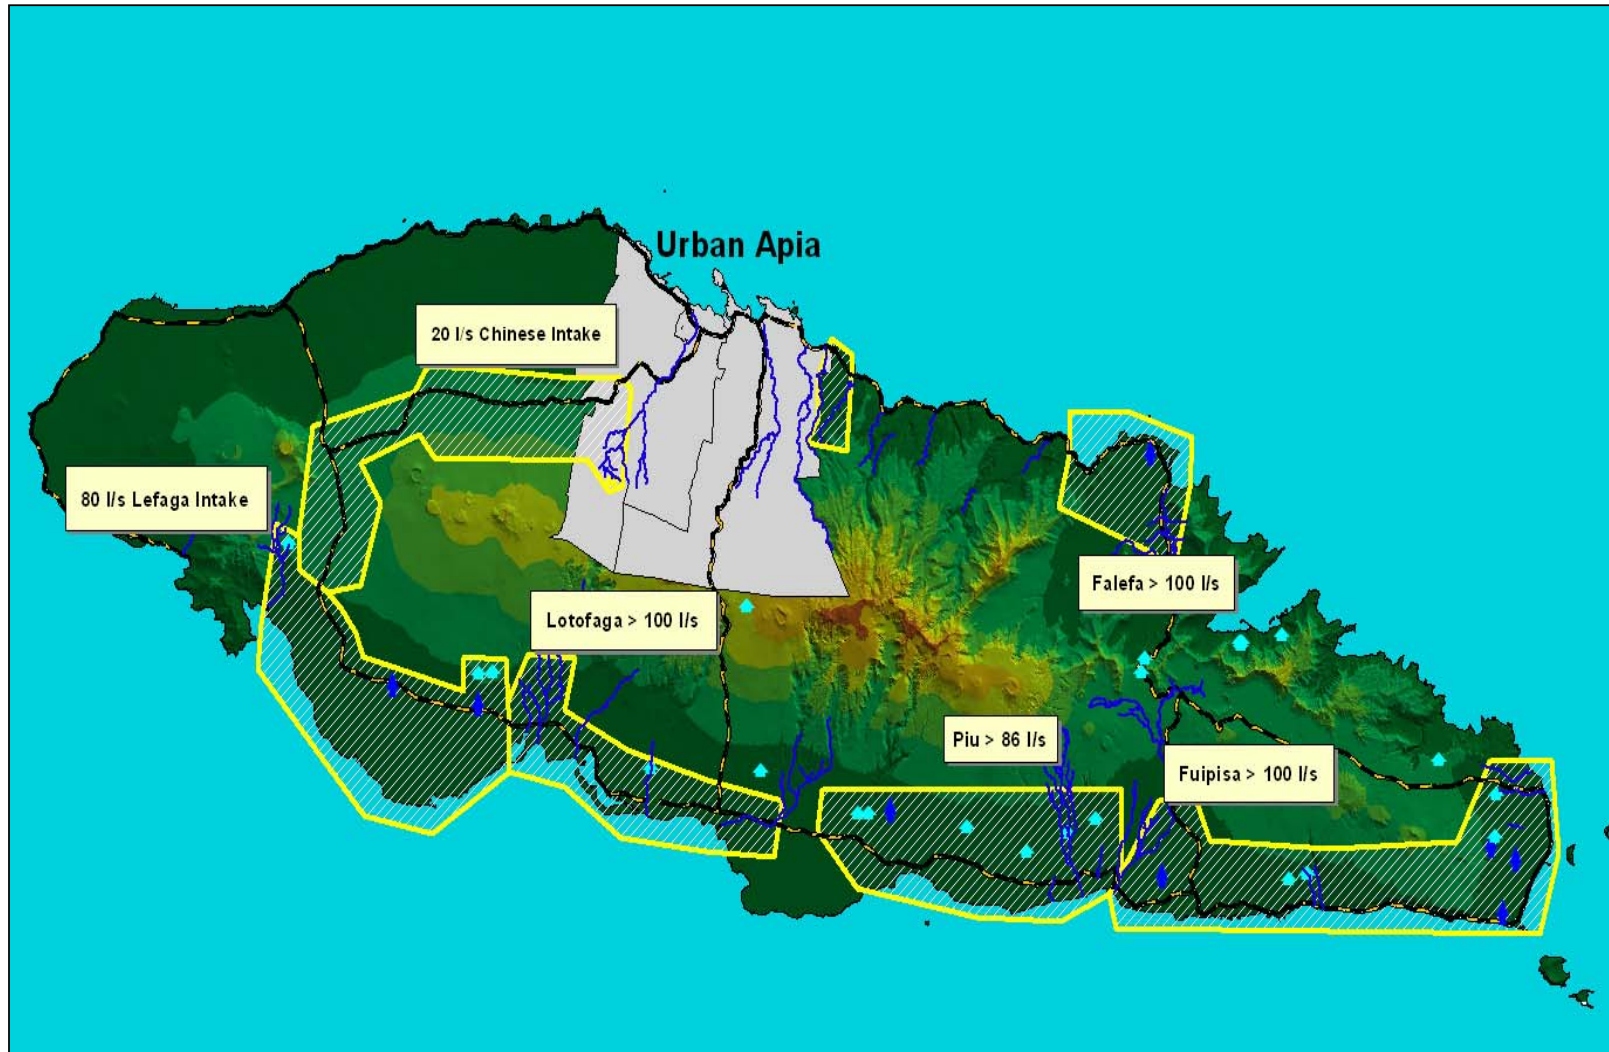 Urban Apia
20 l/s Chinese Intake
80 l/s Lefaga Intake
Falefa > 100 l/s
Lotofaga > 100 l/s
Piu > 86 l/s
Fuipisa > 100 l/s